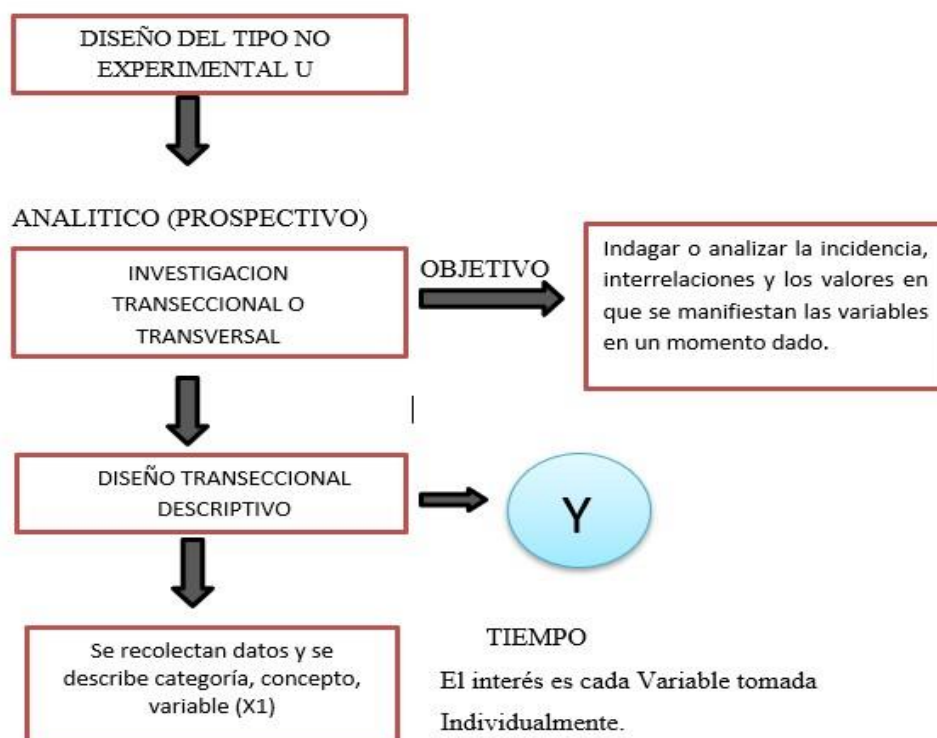 DISEÑO DEL TIPO NO
EXPERIMENTAL U
ANALITICO (PROSPECTIVO)
INVESTIGACION
TRANSECCIONAL O
TRANSVERSAL
OBJETIVO
Indagar o analizar la incidencia,
interrelaciones y los valores en
que se manifiestan las variables
en un momento dado.
DISEÑO TRANSECCIONAL
DESCRIPTIVO
Y
Se recolectan datos y se
describe categoría, concepto,
variable (X1)
TIEMPO
El interés es cada Variable tomada
Individualmente.